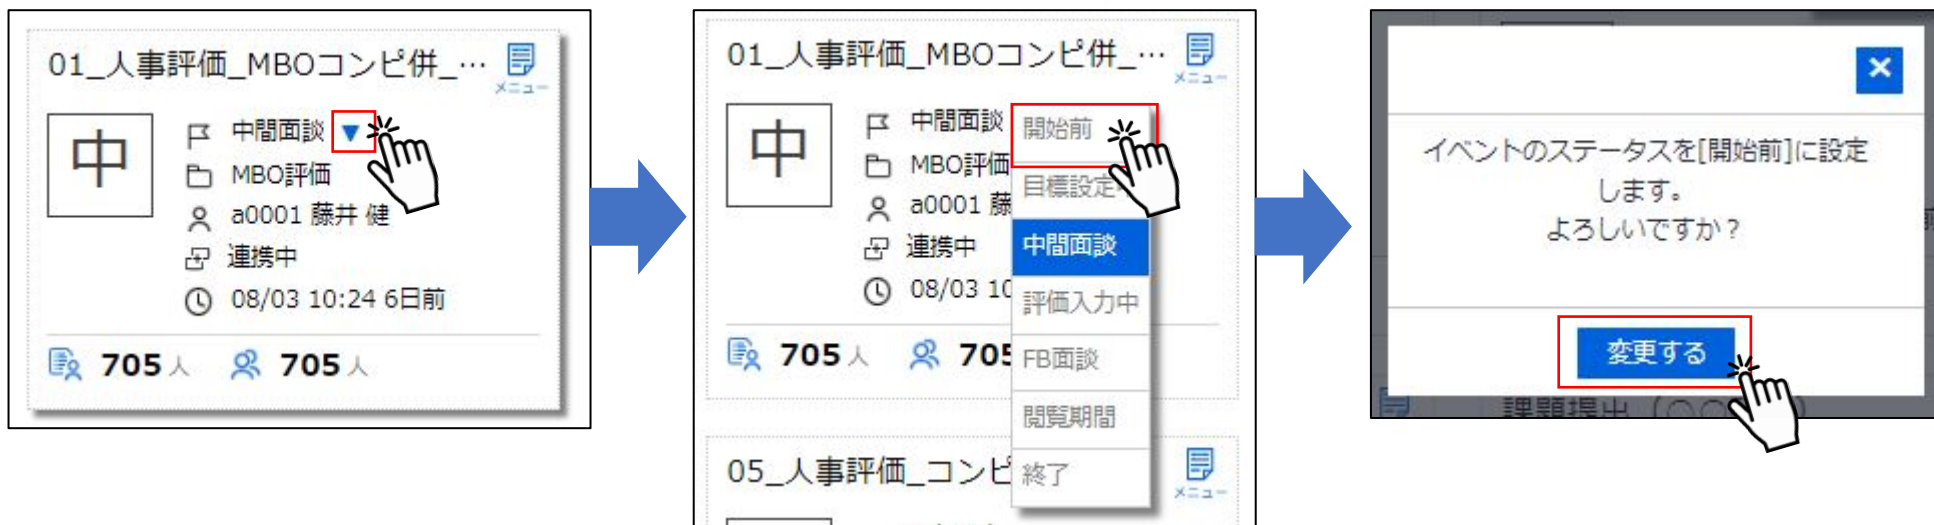 01_人事評価_MBOコンピ併_…
メニュー
中
中間面談 ▼
MBO評価
a0001 藤井 健
連携中
08/03 10:24 6日前
705人 705人
01_人事評価_MBOコンピ併_…
メニュー
中
中間面談
MBO評価
a0001 藤
連携中
08/03 10
705人 705
開始前
目標設定
中間面談
評価入力中
FB面談
閲覧期間
終了
05_人事評価_コンピ
メニュー
×
イベントのステータスを[開始前]に設定
します。
よろしいですか？
変更する
課題提出（○○